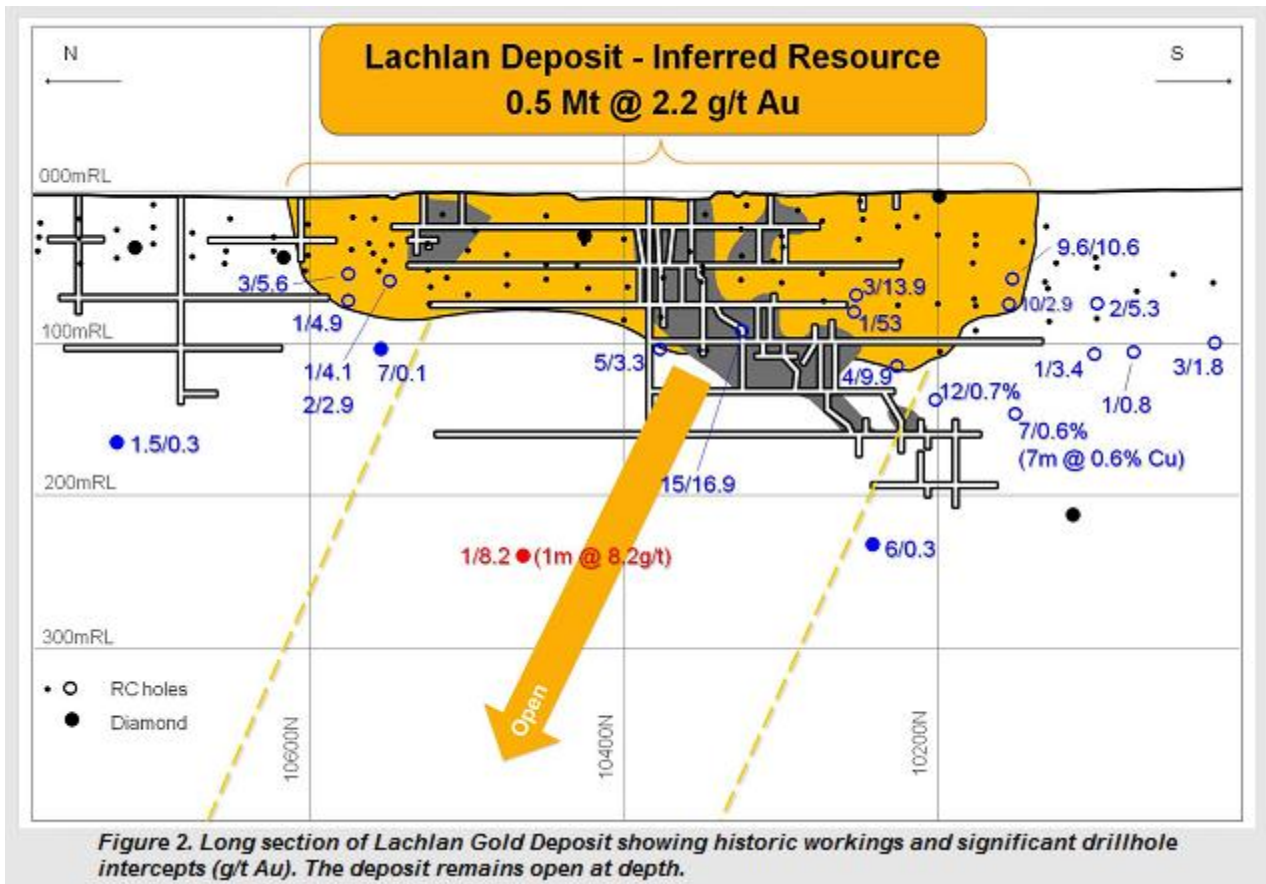 Lachlan Deposit - Inferred Resource
0.5 Mt @ 2.2 g/t Au
N
S
000mRL
9.6/10.6
3/5.6
3/13.9
10/2.9
2/5.3
1/4.9
1/53
100mRL
1/4.1
7/0.1
5/3.3
4/9.9
1/3.4
3/1.8
2/2.9
12/0.7%
1/0.8
7/0.6%
1.5/0.3
(7m @ 0.6% Cu)
200mRL
15/16.9
1/8.2
(1m @ 8.2g/t)
6/0.3
300mRL
RC holes
Diamond
Open
10600N
10400N
10200N
Figure 2. Long section of Lachlan Gold Deposit showing historic workings and significant drillhole
intercepts (g/t Au). The deposit remains open at depth.